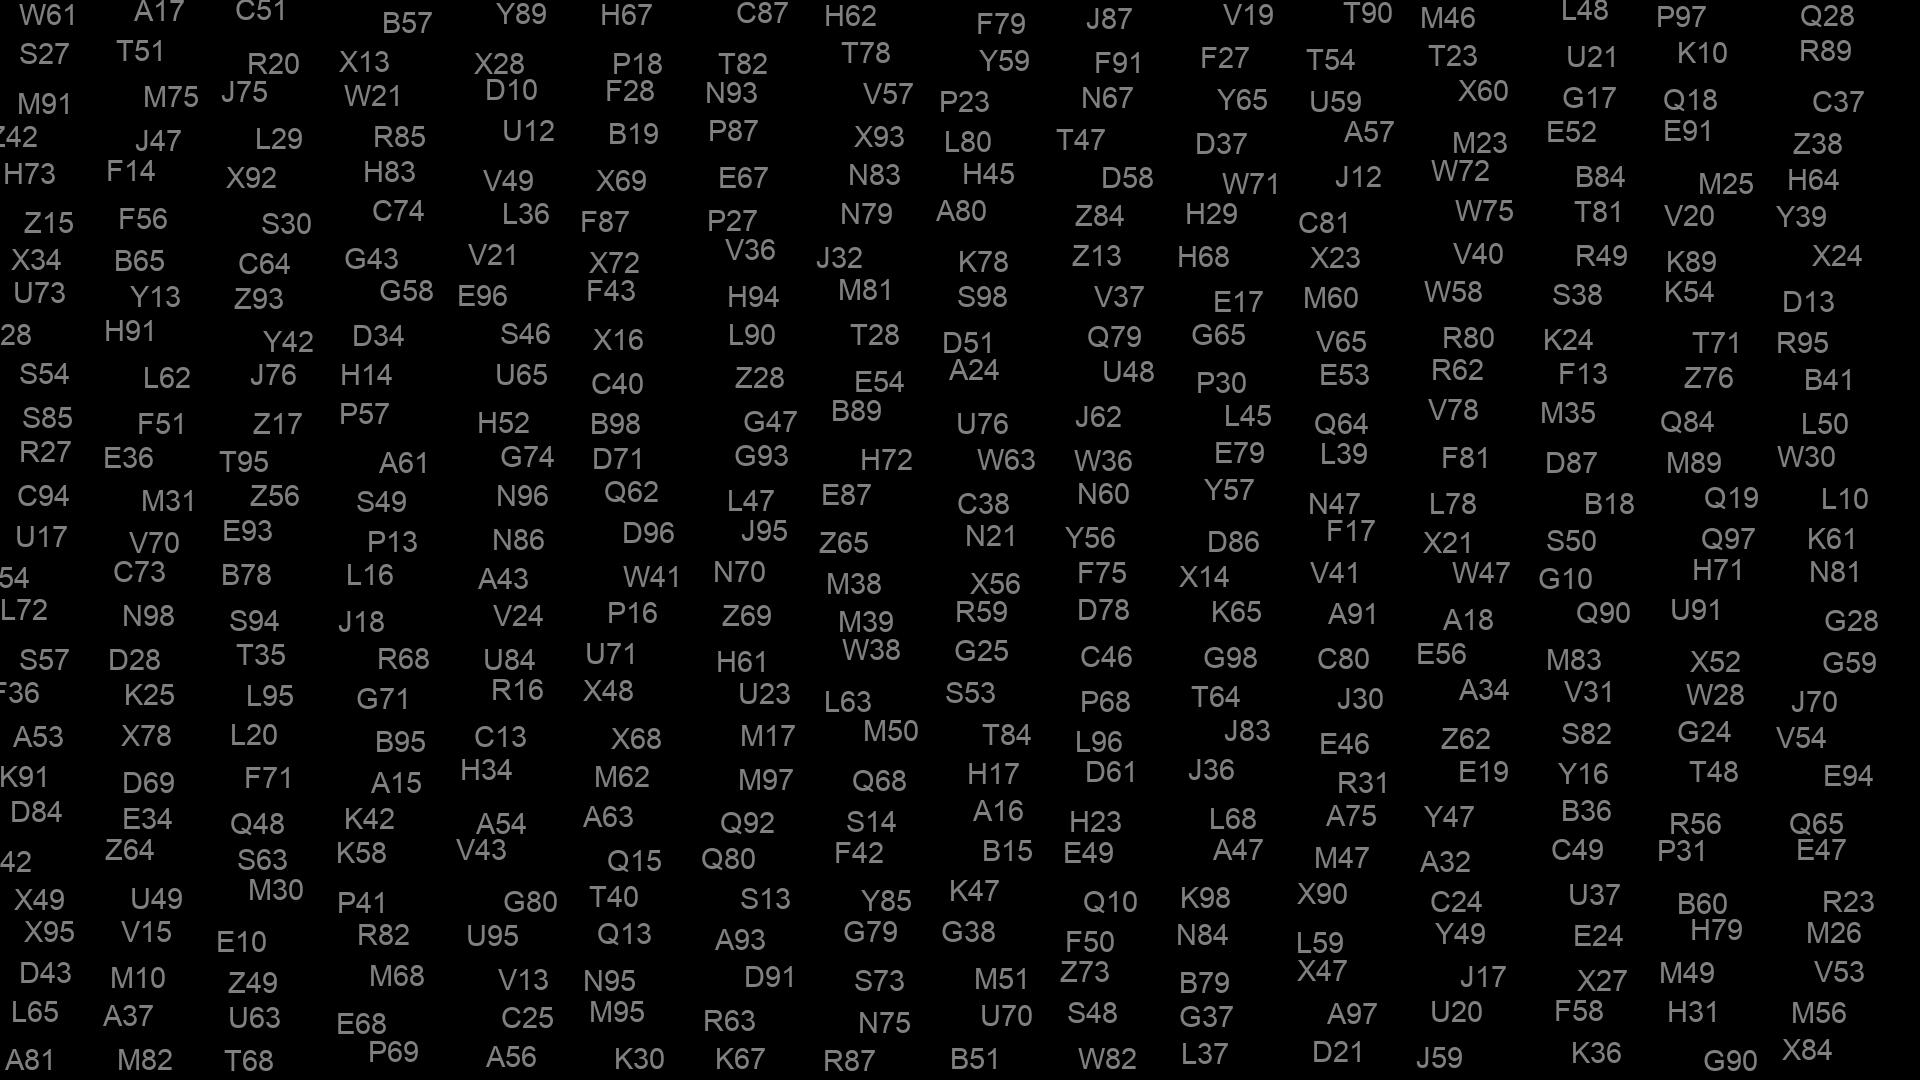 W61 A17 C51 B57 Y89 H67 C87 H62 F79 J87 V19 T90 M46 L48 P97 Q28
S27 T51 R20 X13 X28 P18 T82 T78 Y59 F91 F27 T54 T23 U21 K10 R89
M91 M75 J75 W21 D10 F28 N93 V57 P23 N67 Y65 U59 X60 G17 Q18 C37
Z42 J47 L29 R85 U12 B19 P87 X93 L80 T47 D37 A57 M23 E52 E91 Z38
H73 F14 X92 H83 V49 X69 E67 N83 H45 D58 W71 J12 W72 B84 M25 H64
Z15 F56 S30 C74 L36 F87 P27 N79 A80 Z84 H29 C81 W75 T81 V20 Y39
X34 B65 C64 G43 V21 X72 V36 J32 K78 Z13 H68 X23 V40 R49 K89 X24
U73 Y13 Z93 G58 E96 F43 H94 M81 S98 V37 E17 M60 W58 S38 K54 D13
28 H91 Y42 D34 S46 X16 L90 T28 D51 Q79 G65 V65 R80 K24 T71 R95
S54 L62 J76 H14 U65 C40 Z28 E54 A24 U48 P30 E53 R62 F13 Z76 B41
S85 F51 Z17 P57 H52 B98 G47 B89 U76 J62 L45 Q64 V78 M35 Q84 L50
R27 E36 T95 A61 G74 D71 G93 H72 W63 W36 E79 L39 F81 D87 M89 W30
C94 M31 Z56 S49 N96 Q62 L47 E87 C38 N60 Y57 N47 L78 B18 Q19 L10
U17 V70 E93 P13 N86 D96 J95 Z65 N21 Y56 D86 F17 X21 S50 Q97 K61
54 C73 B78 L16 A43 W41 N70 M38 X56 F75 X14 V41 W47 G10 H71 N81
L72 N98 S94 J18 V24 P16 Z69 M39 R59 D78 K65 A91 A18 Q90 U91 G28
S57 D28 T35 R68 U84 U71 H61 W38 G25 C46 G98 C80 E56 M83 X52 G59
F36 K25 L95 G71 R16 X48 U23 L63 S53 P68 T64 J30 A34 V31 W28 J70
A53 X78 L20 B95 C13 X68 M17 M50 T84 L96 J83 E46 Z62 S82 G24 V54
K91 D69 F71 A15 H34 M62 M97 Q68 H17 D61 J36 R31 E19 Y16 T48 E94
D84 E34 Q48 K42 A54 A63 Q92 S14 A16 H23 L68 A75 Y47 B36 R56 Q65
42 Z64 S63 K58 V43 Q15 Q80 F42 B15 E49 A47 M47 A32 C49 P31 E47
X49 U49 M30 P41 G80 T40 S13 Y85 K47 Q10 K98 X90 C24 U37 B60 R23
X95 V15 E10 R82 U95 Q13 A93 G79 G38 F50 N84 L59 Y49 E24 H79 M26
D43 M10 Z49 M68 V13 N95 D91 S73 M51 Z73 B79 X47 J17 X27 M49 V53
L65 A37 U63 E68 C25 M95 R63 N75 U70 S48 G37 A97 U20 F58 H31 M56
A81 M82 T68 P69 A56 K30 K67 R87 B51 W82 L37 D21 J59 K36 G90 X84